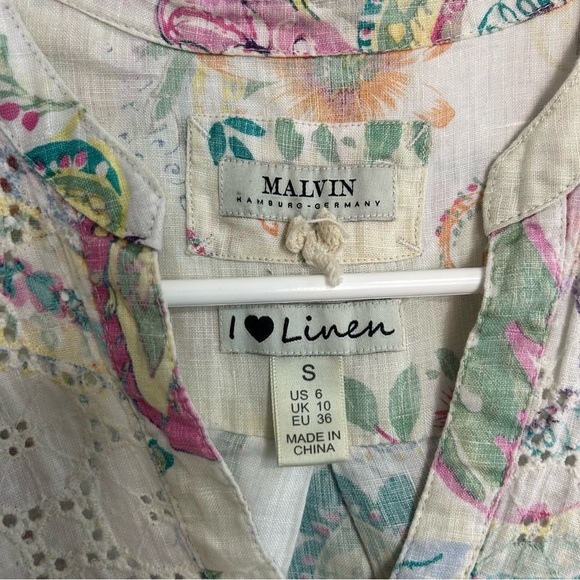 MALVIN
HAMBURG-GERMANY
I ♥ Linen
S
US 6
UK 10
EU 36
MADE IN
CHINA